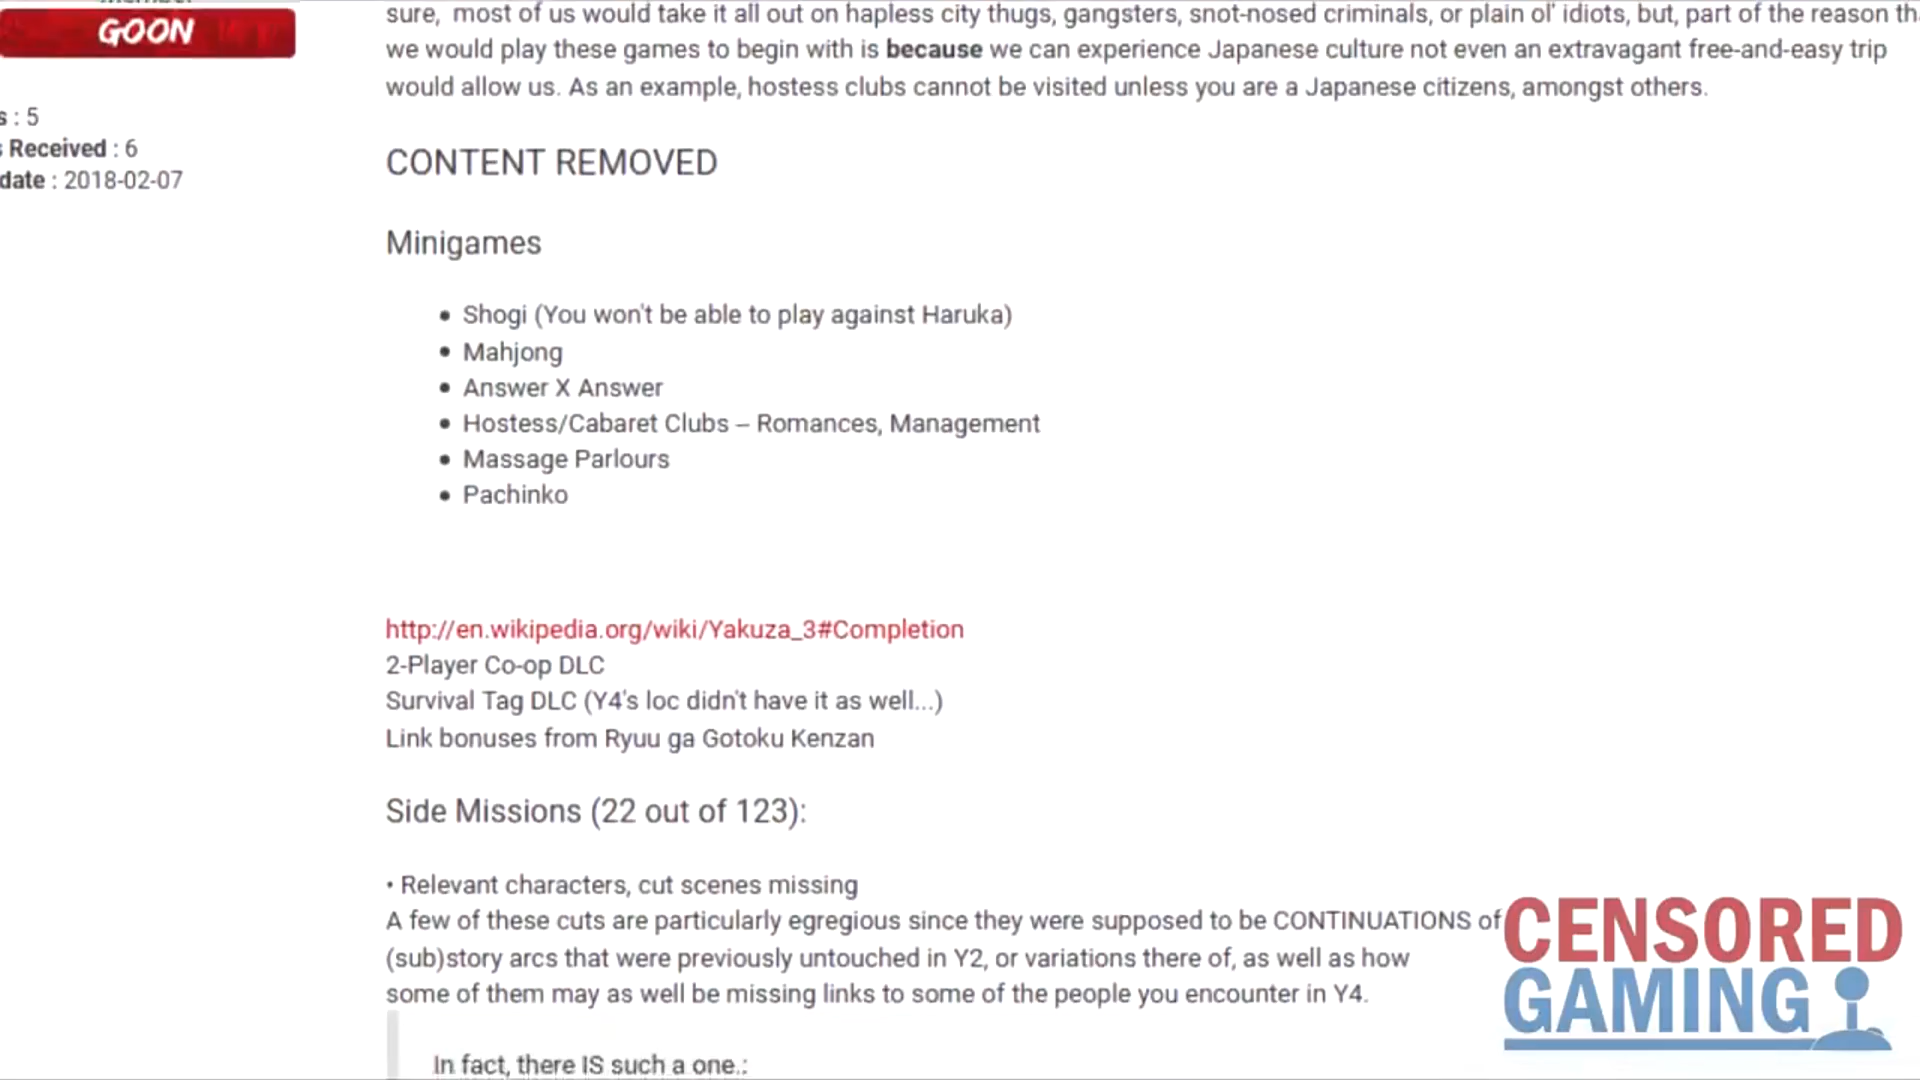 GOON
s : 5
Received : 6
date : 2018-02-07
sure, most of us would take it all out on hapless city thugs, gangsters, snot-nosed criminals, or plain ol' idiots, but, part of the reason
we would play these games to begin with is because we can experience Japanese culture not even an extravagant free-and-easy trip
would allow us. As an example, hostess clubs cannot be visited unless you are a Japanese citizens, amongst others.
CONTENT REMOVED
Minigames
• Shogi (You won't be able to play against Haruka)
• Mahjong
• Answer X Answer
• Hostess/Cabaret Clubs – Romances, Management
• Massage Parlours
• Pachinko
http://en.wikipedia.org/wiki/Yakuza_3#Completion
2-Player Co-op DLC
Survival Tag DLC (Y4's loc didn't have it as well...)
Link bonuses from Ryuu ga Gotoku Kenzan
Side Missions (22 out of 123):
• Relevant characters, cut scenes missing
A few of these cuts are particularly egregious since they were supposed to be CONTINUATIONS of
(sub)story arcs that were previously untouched in Y2, or variations there of, as well as how
some of them may as well be missing links to some of the people you encounter in Y4.
In fact, there IS such a one.:
CENSORED
GAMING